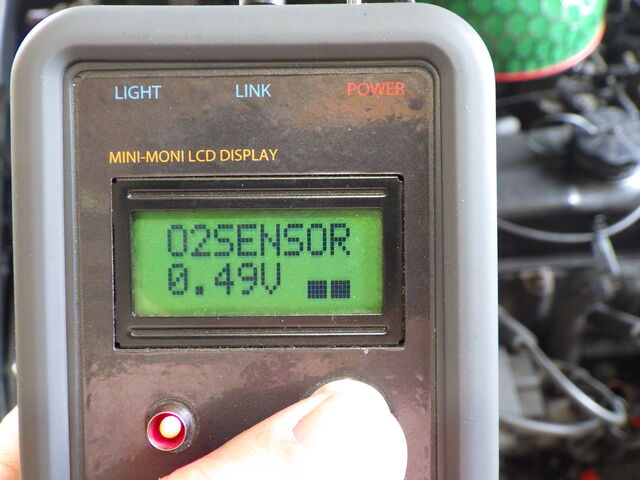 LIGHT LINK POWER
MINI-MONI LCD DISPLAY
O2SENSOR
0.49V